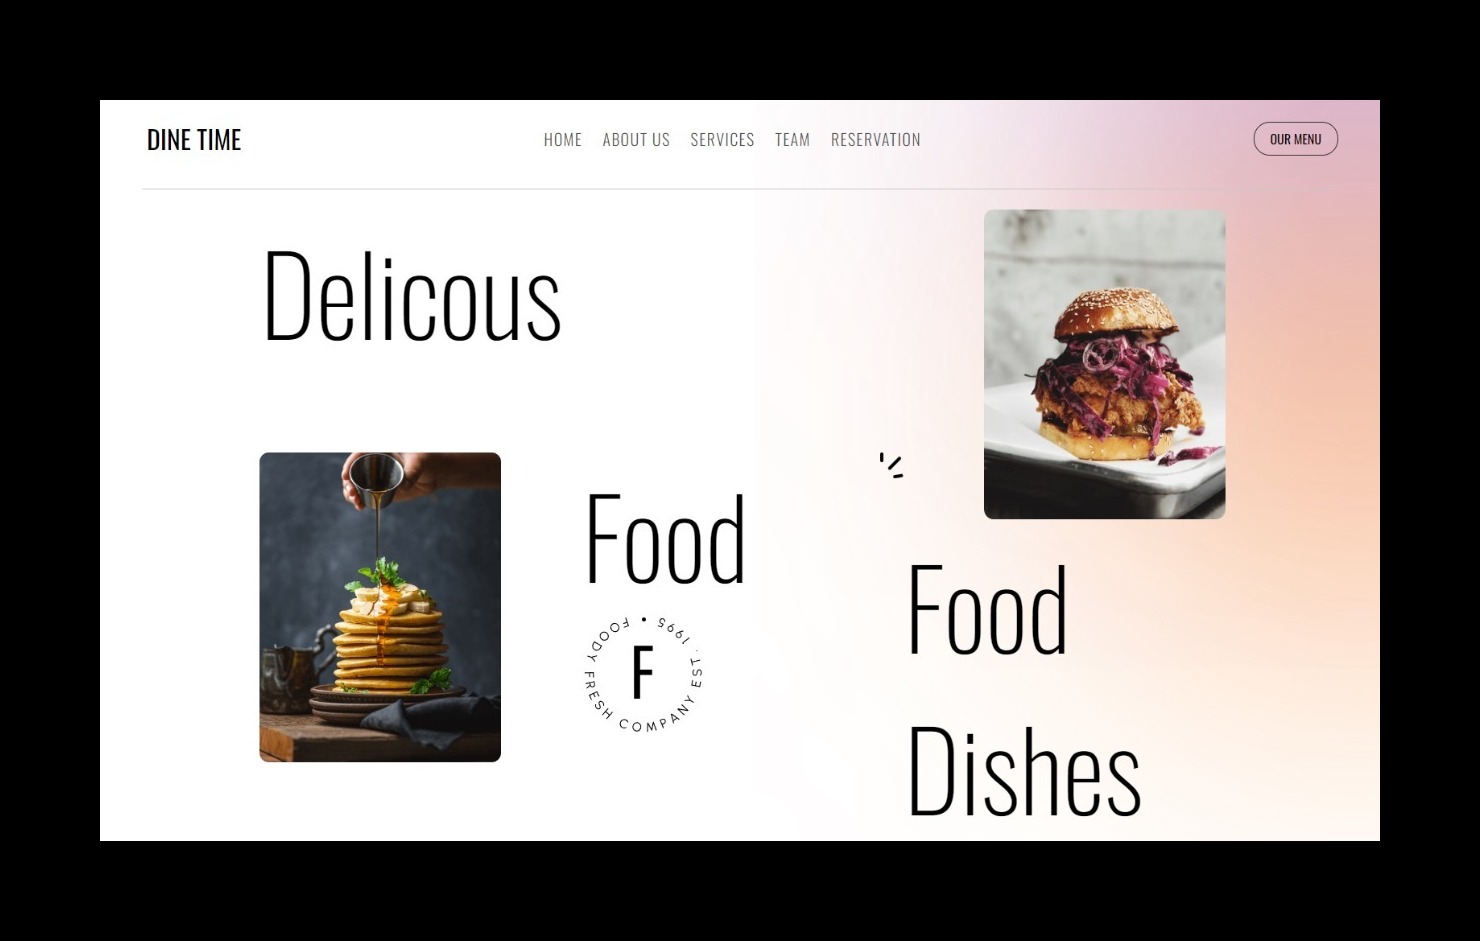 DINE TIME
HOME ABOUT US SERVICES TEAM RESERVATION
OUR MENU
Delicous
Food
FOODY FRESH COMPANY EST . 1995 •
F
Food
Dishes